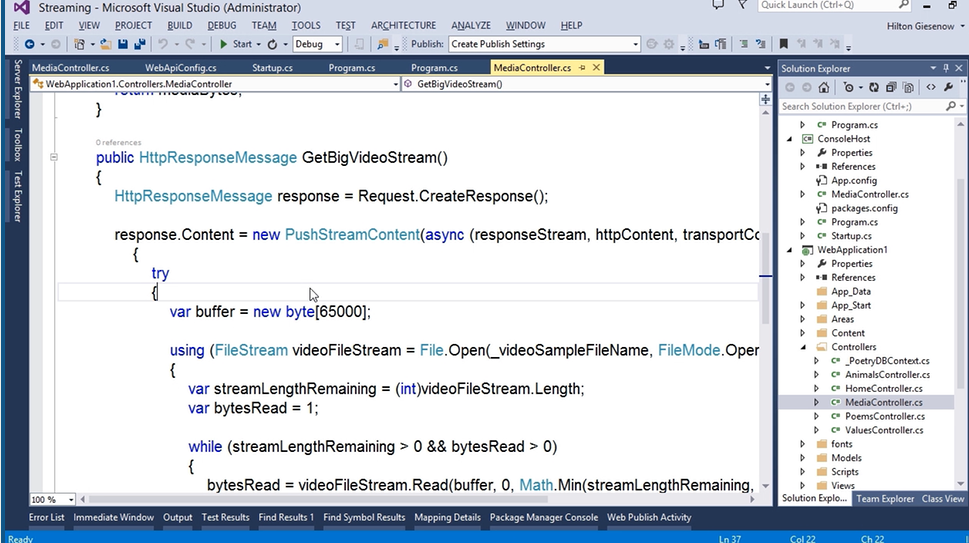 Streaming - Microsoft Visual Studio (Administrator)
Quick Launch (Ctrl+Q)
FILE EDIT VIEW PROJECT BUILD DEBUG TEAM TOOLS TEST ARCHITECTURE ANALYZE WINDOW HELP
Hilton Giesenow
Start Debug Publish: Create Publish Settings
MediaController.cs WebApiConfig.cs Startup.cs Program.cs Program.cs MediaController.cs
WebApplication1.Controllers.MediaController GetBigVideoStream()
Server Explorer
Toolbox
Test Explorer
return mediaBytes;
}
0 references
public HttpResponseMessage GetBigVideoStream()
{
HttpResponseMessage response = Request.CreateResponse();
response.Content = new PushStreamContent(async (responseStream, httpContent, transportCo
{
try
{
var buffer = new byte[65000];
using (FileStream videoFileStream = File.Open(_videoSampleFileName, FileMode.Oper
{
var streamLengthRemaining = (int)videoFileStream.Length;
var bytesRead = 1;
while (streamLengthRemaining > 0 && bytesRead > 0)
{
bytesRead = videoFileStream.Read(buffer, 0, Math.Min(streamLengthRemaining,
100 %
Solution Explorer
Search Solution Explorer (Ctrl+;)
Program.cs
ConsoleHost
Properties
References
App.config
MediaController.cs
packages.config
Program.cs
Startup.cs
WebApplication1
Properties
References
App_Data
App_Start
Areas
Content
Controllers
_PoetryDBContext.cs
AnimalsController.cs
HomeController.cs
MediaController.cs
PoemsController.cs
ValuesController.cs
fonts
Models
Scripts
Views
Solution Explo... Team Explorer Class View
Error List Immediate Window Output Test Results Find Results 1 Find Symbol Results Mapping Details Package Manager Console Web Publish Activity
Ready Ln 37 Col 22 Ch 22